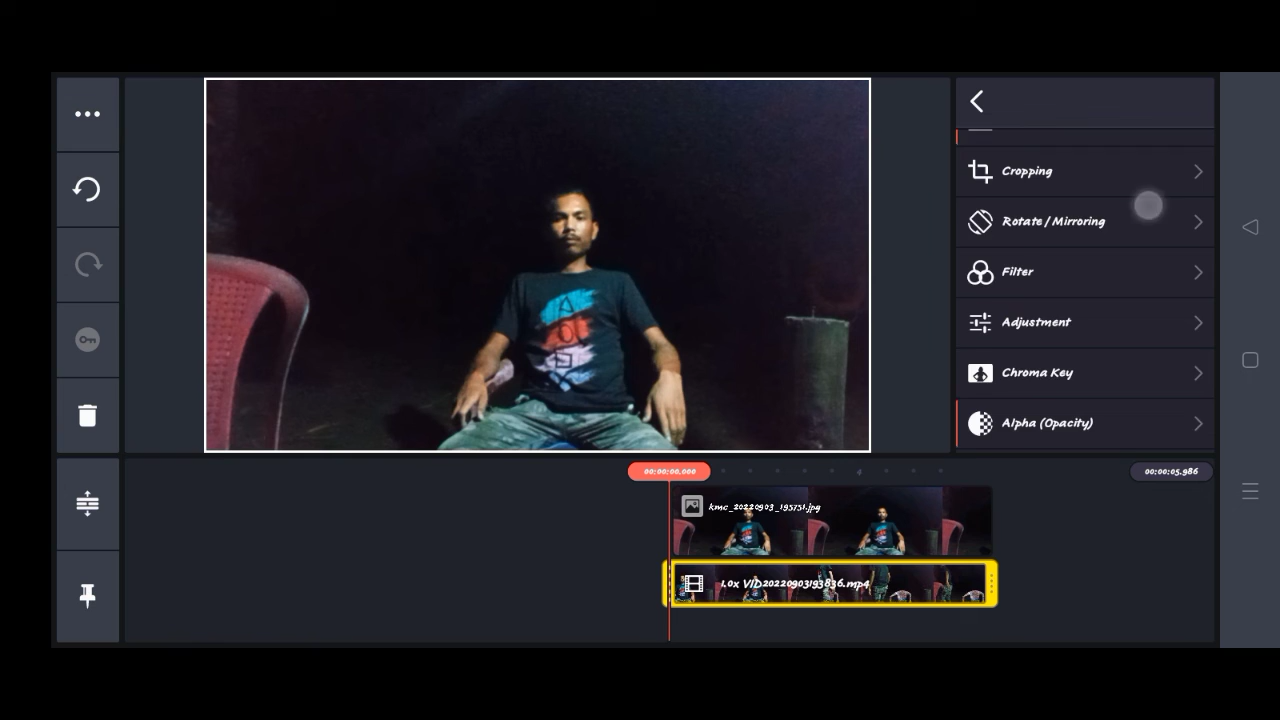 Cropping
Rotate / Mirroring
Filter
Adjustment
Chroma Key
Alpha (Opacity)
00:00:00.000
00:00:05.986
kmc_20220903_195751.jpg
1.0x VID20220903193836.mp4